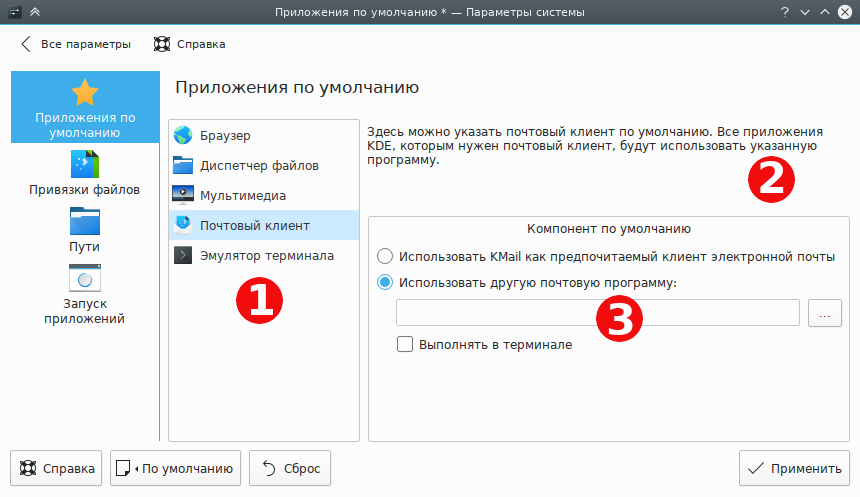 Приложения по умолчанию * — Параметры системы
Все параметры
Справка
Приложения по
умолчанию
Привязки файлов
Пути
Запуск
приложений
Приложения по умолчанию
Браузер
Диспетчер файлов
Мультимедиа
Почтовый клиент
Эмулятор терминала
1
Здесь можно указать почтовый клиент по умолчанию. Все приложения
KDE, которым нужен почтовый клиент, будут использовать указанную
программу.
2
Компонент по умолчанию
Использовать KMail как предпочитаемый клиент электронной почты
Использовать другую почтовую программу:
3
...
Выполнять в терминале
Справка
По умолчанию
Сброс
Применить